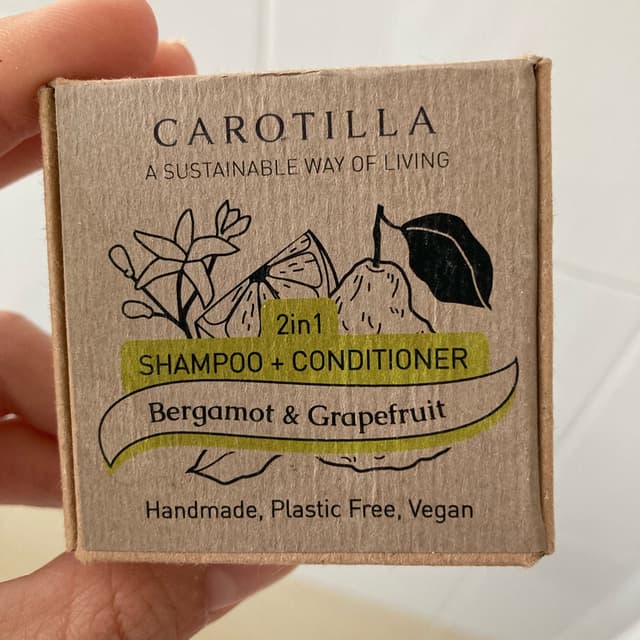 CAROTILLA
A SUSTAINABLE WAY OF LIVING
2in1
SHAMPOO + CONDITIONER
Bergamot & Grapefruit
Handmade, Plastic Free, Vegan